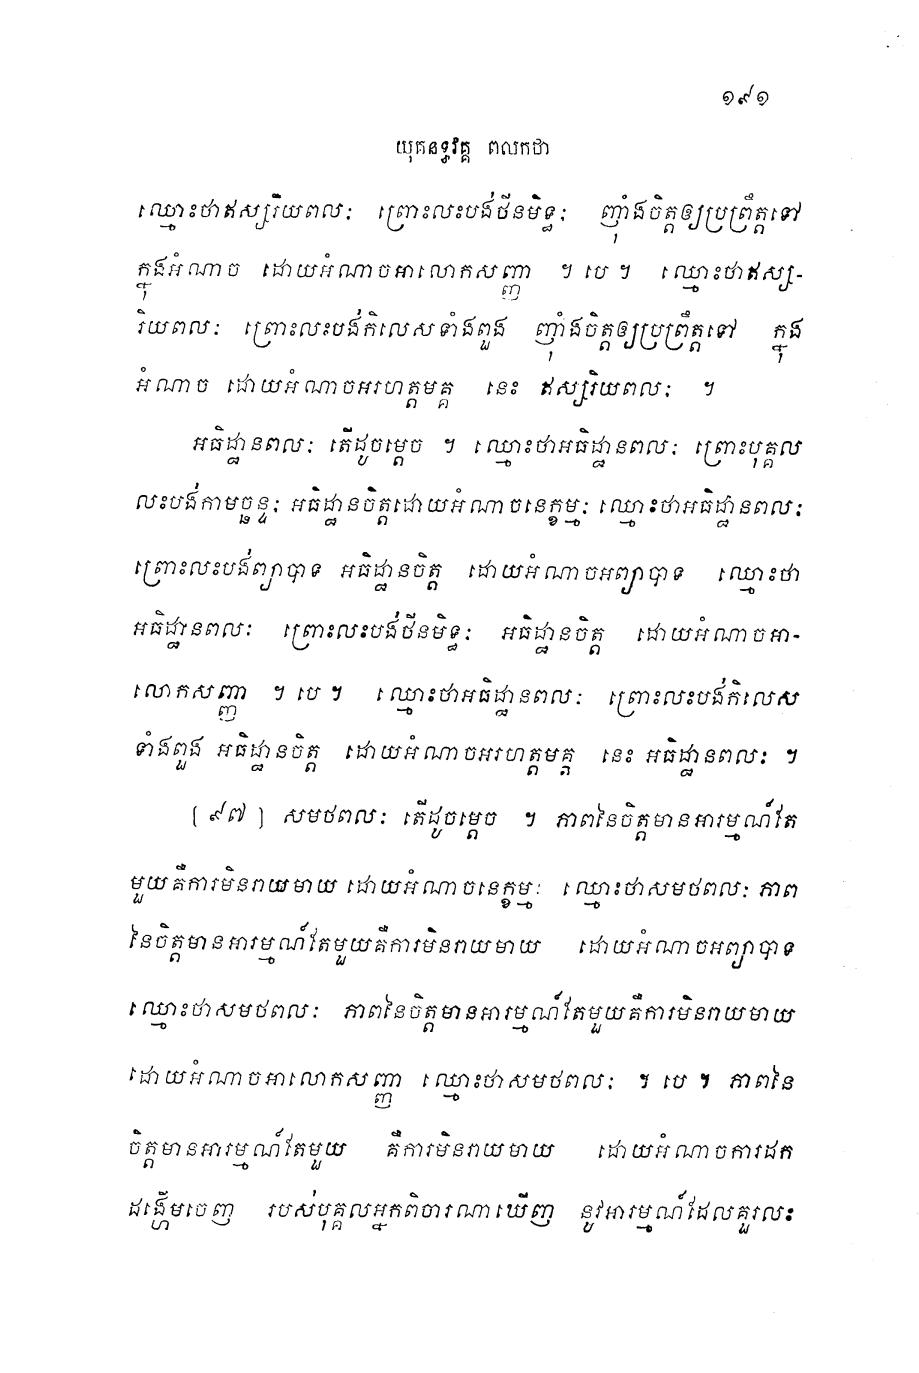 ១៩១
យុគនទ្ធវគ្គ ពលកថា
ឈ្មោះថាឥស្សរិយពលៈ ព្រោះលះបង់ថីនមិទ្ធៈ ញុំាងចិត្តឲ្យប្រព្រឹត្តទៅ
ក្នុងអំណាច ដោយអំណាចអាលោកសញ្ញា ។ បេ ។ ឈ្មោះថាឥស្ស-
រិយពលៈ ព្រោះលះបង់កិលេសទាំងពួង ញុំាងចិត្តឲ្យប្រព្រឹត្តទៅ ក្នុង
អំណាច ដោយអំណាចអរហត្តមគ្គ នេះ ឥស្សរិយពលៈ ។
អធិដ្ឋានពលៈ តើដូចម្តេច ។ ឈ្មោះថាអធិដ្ឋានពលៈ ព្រោះបុគ្គល
លះបង់កាមច្ឆន្ទៈ អធិដ្ឋានចិត្តដោយអំណាចនេក្ខម្មៈ ឈ្មោះថាអធិដ្ឋានពលៈ
ព្រោះលះបង់ព្យាបាទ អធិដ្ឋានចិត្ត ដោយអំណាចអព្យាបាទ ឈ្មោះថា
អធិដ្ឋានពលៈ ព្រោះលះបង់ថីនមិទ្ធៈ អធិដ្ឋានចិត្ត ដោយអំណាចអា-
លោកសញ្ញា ។ បេ ។ ឈ្មោះថាអធិដ្ឋានពលៈ ព្រោះលះបង់កិលេស
ទាំងពួង អធិដ្ឋានចិត្ត ដោយអំណាចអរហត្តមគ្គ នេះ អធិដ្ឋានពលៈ ។
[៩៧] សមថពលៈ តើដូចម្តេច ។ ភាពនៃចិត្តមានអារម្មណ៍តែ
មួយគឺការមិនរាយមាយ ដោយអំណាចនេក្ខម្មៈ ឈ្មោះថាសមថពលៈ ភាព
នៃចិត្តមានអារម្មណ៍តែមួយគឺការមិនរាយមាយ ដោយអំណាចអព្យាបាទ
ឈ្មោះថាសមថពលៈ ភាពនៃចិត្តមានអារម្មណ៍តែមួយគឺការមិនរាយមាយ
ដោយអំណាចអាលោកសញ្ញា ឈ្មោះថាសមថពលៈ ។ បេ ។ ភាពនៃ
ចិត្តមានអារម្មណ៍តែមួយ គឺការមិនរាយមាយ ដោយអំណាចការដក
ដង្ហើមចេញ របស់បុគ្គលអ្នកពិចារណាឃើញ នូវអារម្មណ៍ដែលគួរលះ